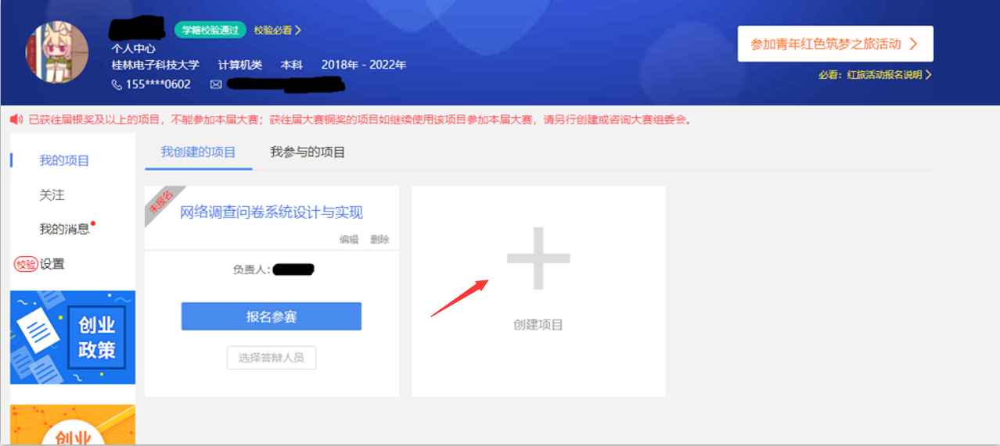 学籍校验通过 校验必看
个人中心
桂林电子科技大学 计算机类 本科 2018年 - 2022年
155****0602
参加青年红色筑梦之旅活动
必看：红旅活动报名说明
已获往届银奖及以上的项目，不能参加本届大赛；获往届大赛铜奖的项目如继续使用该项目参加本届大赛，请另行创建或咨询大赛组委会。
我的项目
关注
我的消息
校验 设置
创业
政策
创业
我创建的项目 我参与的项目
未报名
网络调查问卷系统设计与实现
编辑 删除
负责人：
报名参赛
选择答辩人员
创建项目